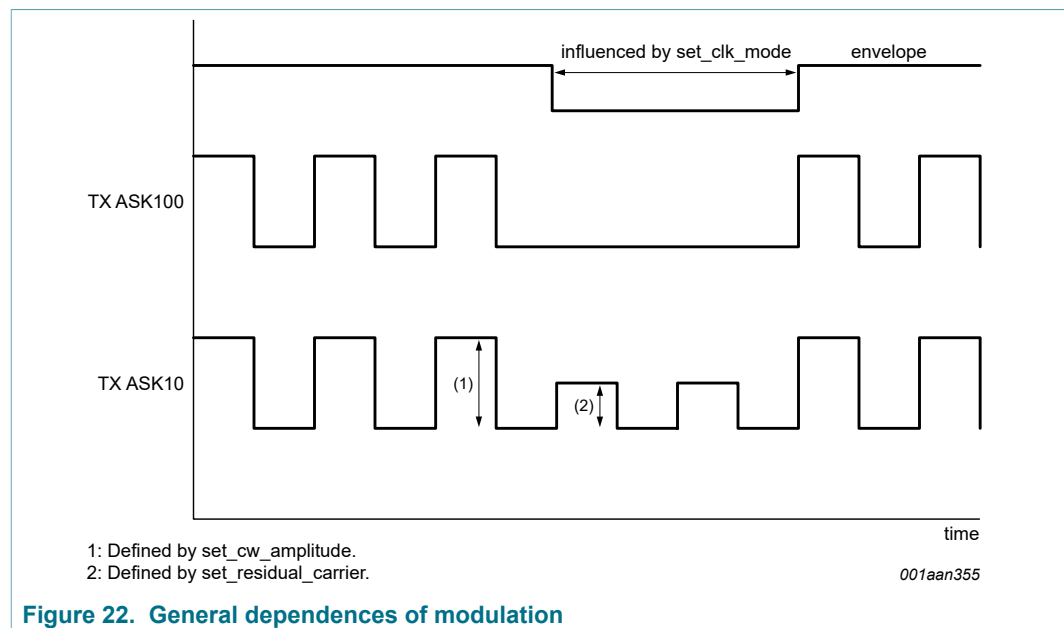 influenced by set_clk_mode
envelope
TX ASK100
TX ASK10
(1)
(2)
time
1: Defined by set_cw_amplitude.
2: Defined by set_residual_carrier.
001aan355
Figure 22. General dependences of modulation